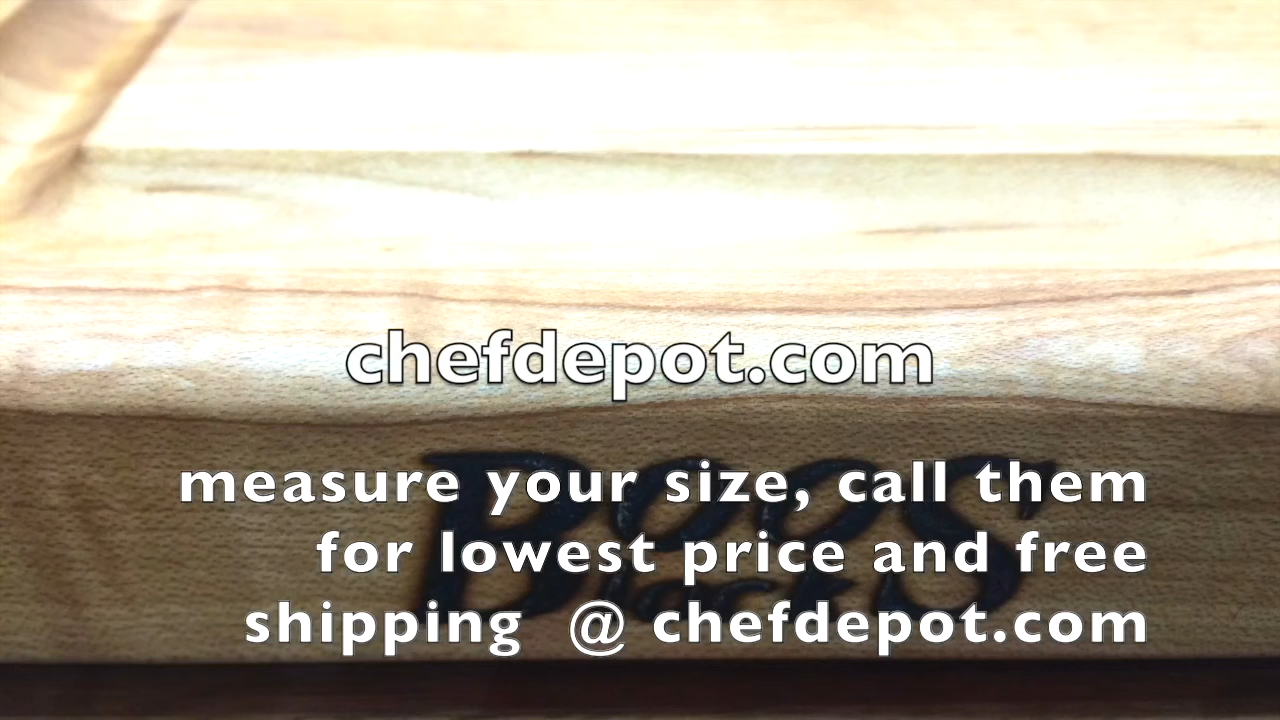 chefdepot.com
Boos
Blocks
measure your size, call them
for lowest price and free
shipping @ chefdepot.com